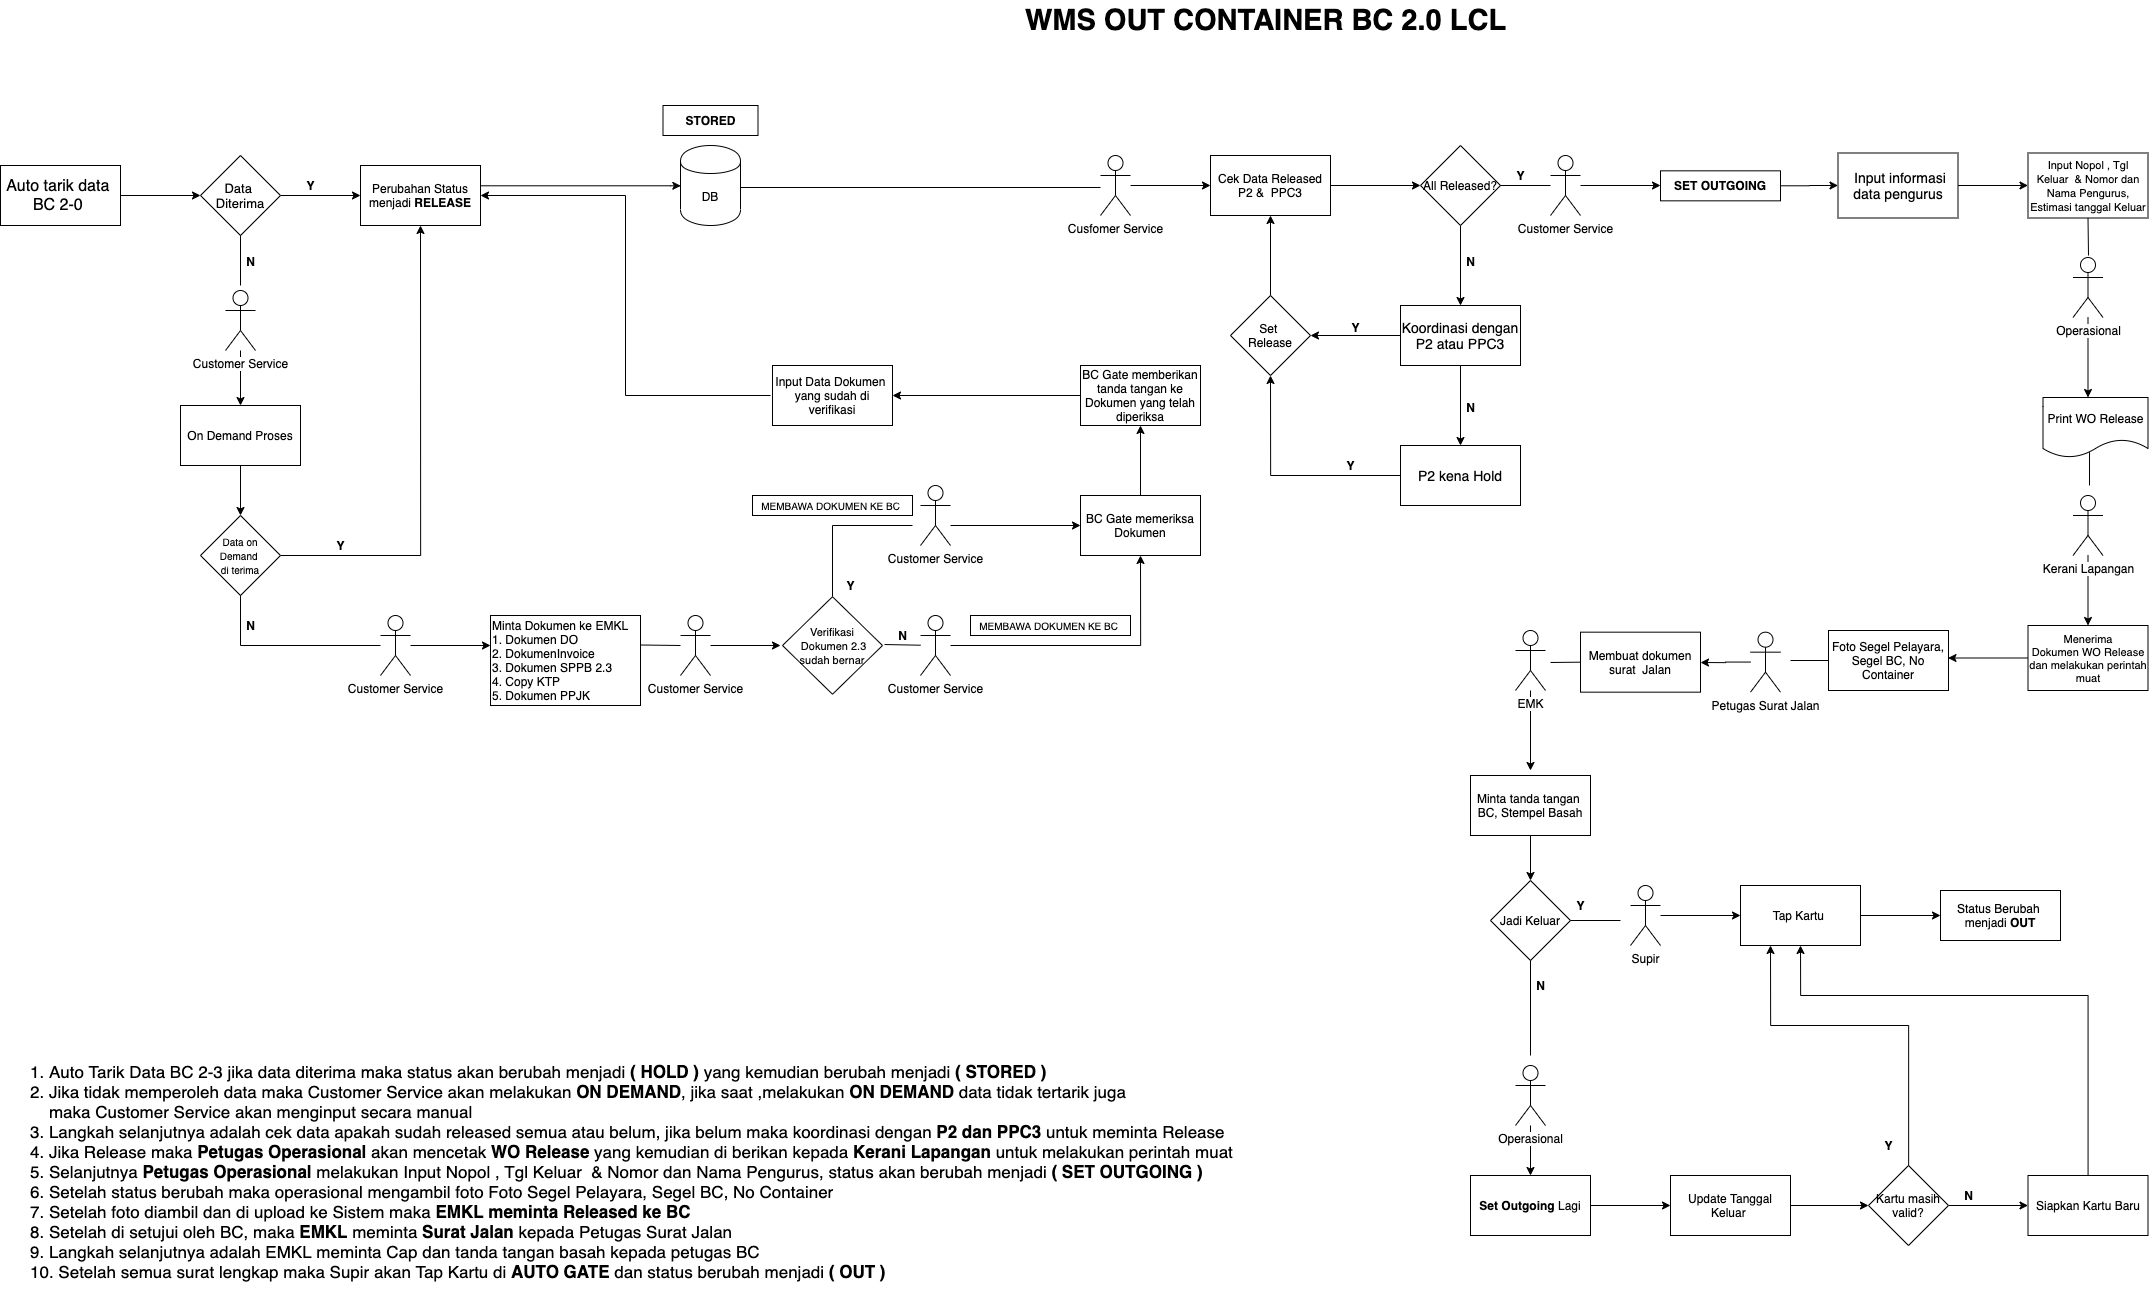 WMS OUT CONTAINER BC 2.0 LCL
STORED
Auto tarik data
BC 2-0
Data
Diterima
Y
Perubahan Status
menjadi RELEASE
DB
Cusfomer Service
Cek Data Released
P2 & PPC3
All Released?
Y
Customer Service
SET OUTGOING
Input informasi
data pengurus
Input Nopol , Tgl
Keluar & Nomor dan
Nama Pengurus,
Estimasi tanggal Keluar
N
Customer Service
On Demand Proses
Data on
Demand
di terima
Y
N
Customer Service
Minta Dokumen ke EMKL
1. Dokumen DO
2. DokumenInvoice
3. Dokumen SPPB 2.3
4. Copy KTP
5. Dokumen PPJK
Customer Service
Verifikasi
Dokumen 2.3
sudah bernar
Y
N
MEMBAWA DOKUMEN KE BC
Customer Service
MEMBAWA DOKUMEN KE BC
Customer Service
BC Gate memeriksa
Dokumen
BC Gate memberikan
tanda tangan ke
Dokumen yang telah
diperiksa
Input Data Dokumen
yang sudah di
verifikasi
N
Koordinasi dengan
P2 atau PPC3
Y
Set
Release
N
P2 kena Hold
Y
Operasional
Print WO Release
Kerani Lapangan
Menerima
Dokumen WO Release
dan melakukan perintah
muat
Foto Segel Pelayara,
Segel BC, No
Container
Petugas Surat Jalan
Membuat dokumen
surat Jalan
EMK
Minta tanda tangan
BC, Stempel Basah
Jadi Keluar
Y
Supir
Tap Kartu
Status Berubah
menjadi OUT
N
Operasional
Set Outgoing Lagi
Update Tanggal
Keluar
Kartu masih
valid?
Y
N
Siapkan Kartu Baru
1. Auto Tarik Data BC 2-3 jika data diterima maka status akan berubah menjadi ( HOLD ) yang kemudian berubah menjadi ( STORED )
2. Jika tidak memperoleh data maka Customer Service akan melakukan ON DEMAND, jika saat ,melakukan ON DEMAND data tidak tertarik juga
maka Customer Service akan menginput secara manual
3. Langkah selanjutnya adalah cek data apakah sudah released semua atau belum, jika belum maka koordinasi dengan P2 dan PPC3 untuk meminta Release
4. Jika Release maka Petugas Operasional akan mencetak WO Release yang kemudian di berikan kepada Kerani Lapangan untuk melakukan perintah muat
5. Selanjutnya Petugas Operasional melakukan Input Nopol , Tgl Keluar & Nomor dan Nama Pengurus, status akan berubah menjadi ( SET OUTGOING )
6. Setelah status berubah maka operasional mengambil foto Foto Segel Pelayara, Segel BC, No Container
7. Setelah foto diambil dan di upload ke Sistem maka EMKL meminta Released ke BC
8. Setelah di setujui oleh BC, maka EMKL meminta Surat Jalan kepada Petugas Surat Jalan
9. Langkah selanjutnya adalah EMKL meminta Cap dan tanda tangan basah kepada petugas BC
10. Setelah semua surat lengkap maka Supir akan Tap Kartu di AUTO GATE dan status berubah menjadi ( OUT )